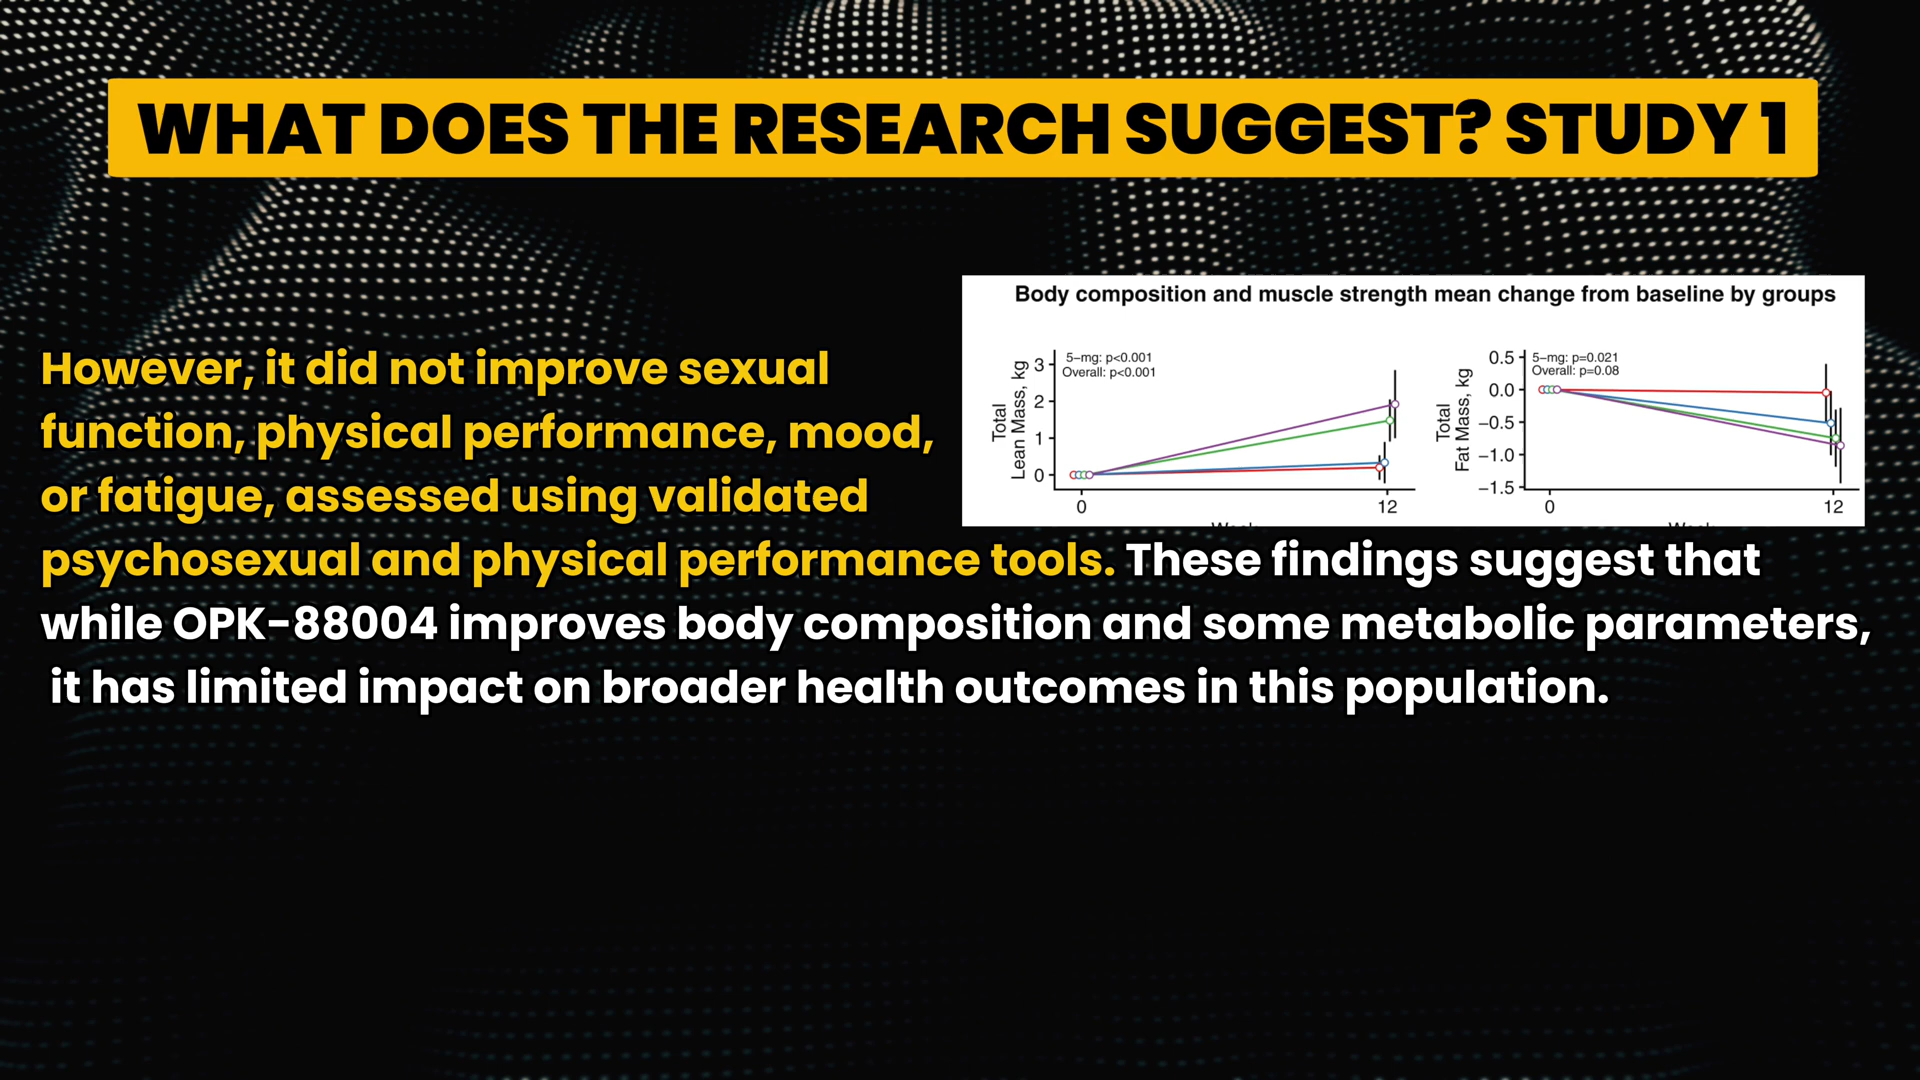 WHAT DOES THE RESEARCH SUGGEST? STUDY 1
Body composition and muscle strength mean change from baseline by groups
Total
Lean Mass, kg
3
2
1
0
5−mg: p<0.001
Overall: p<0.001
0
12
Total
Fat Mass, kg
0.5
0.0
−0.5
−1.0
−1.5
5−mg: p=0.021
Overall: p=0.08
0
12
However, it did not improve sexual
function, physical performance, mood,
or fatigue, assessed using validated
psychosexual and physical performance tools. These findings suggest that
while OPK-88004 improves body composition and some metabolic parameters,
it has limited impact on broader health outcomes in this population.